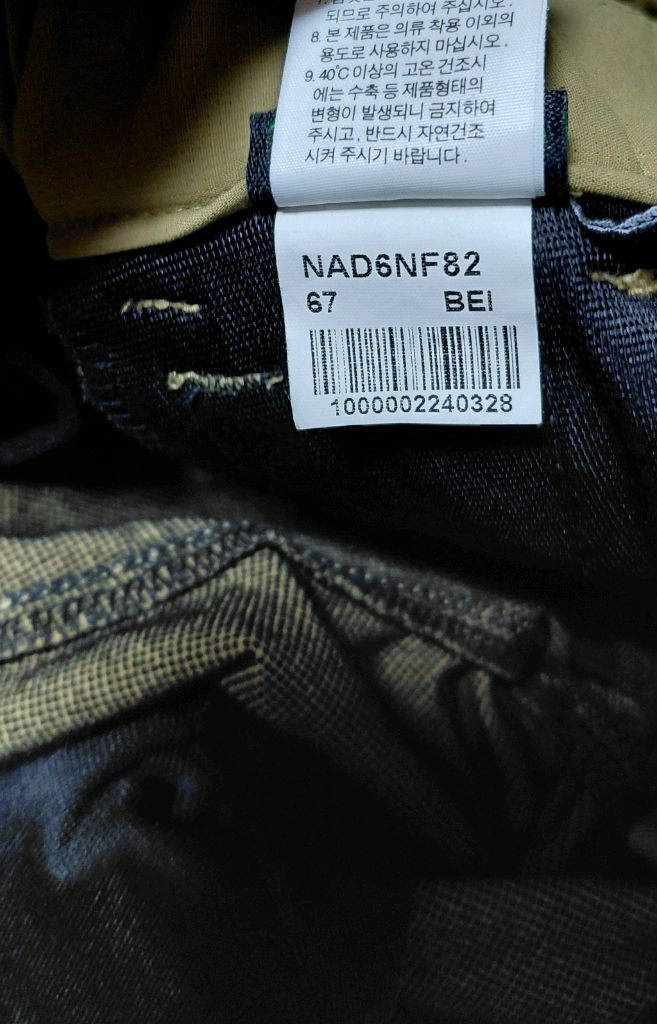 되므로 주의하여 주십시오.
8. 본 제품은 의류 착용 이외의
용도로 사용하지 마십시오.
9. 40℃ 이상의 고온 건조시
에는 수축 등 제품형태의
변형이 발생되니 금지하여
주시고, 반드시 자연건조
시켜 주시기 바랍니다.
NAD6NF82
67 BEI
1000002240328